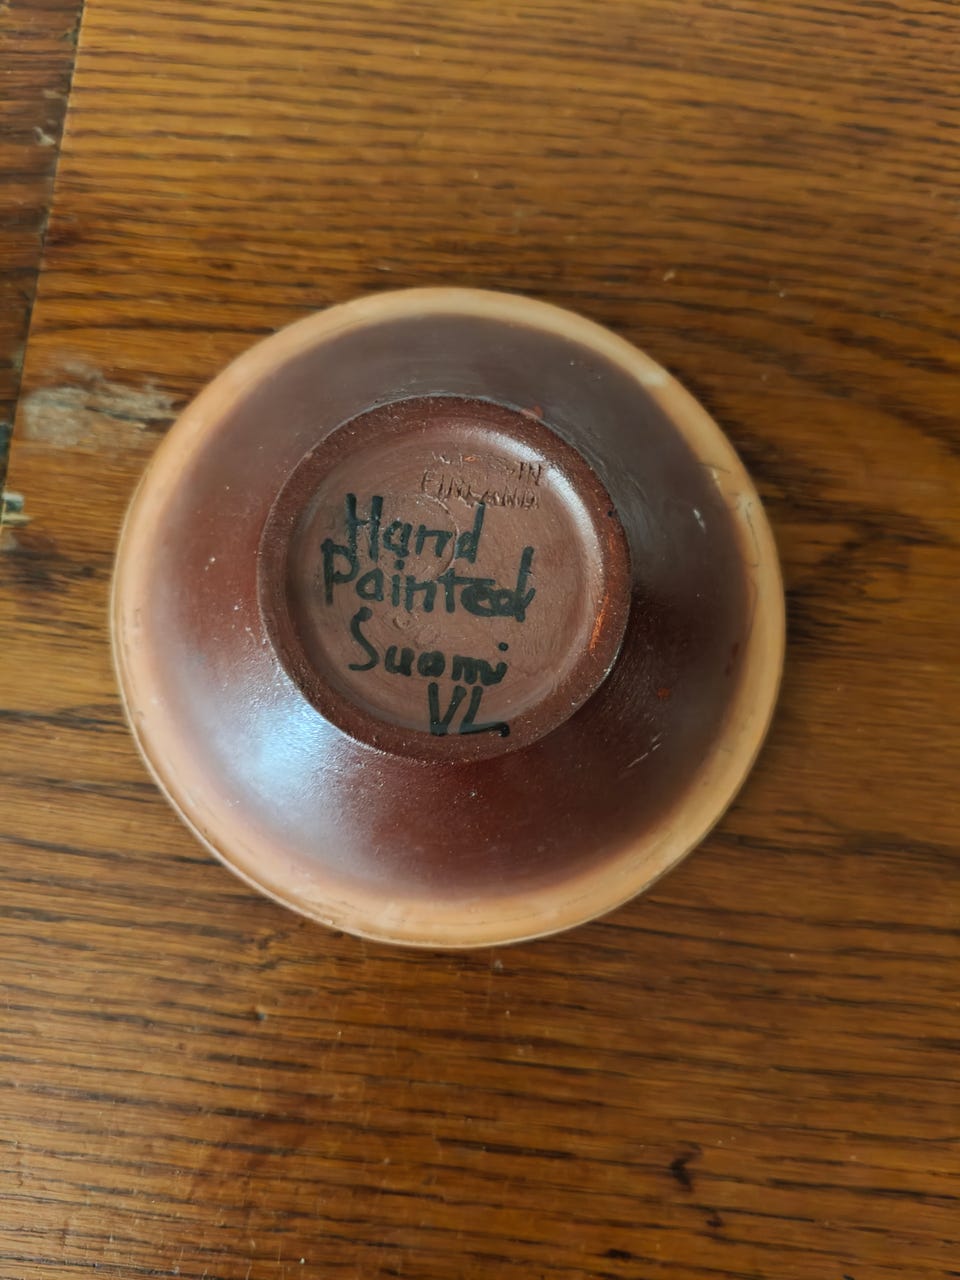 IN
FINLAND
Hand
Painted
Suomi
VL